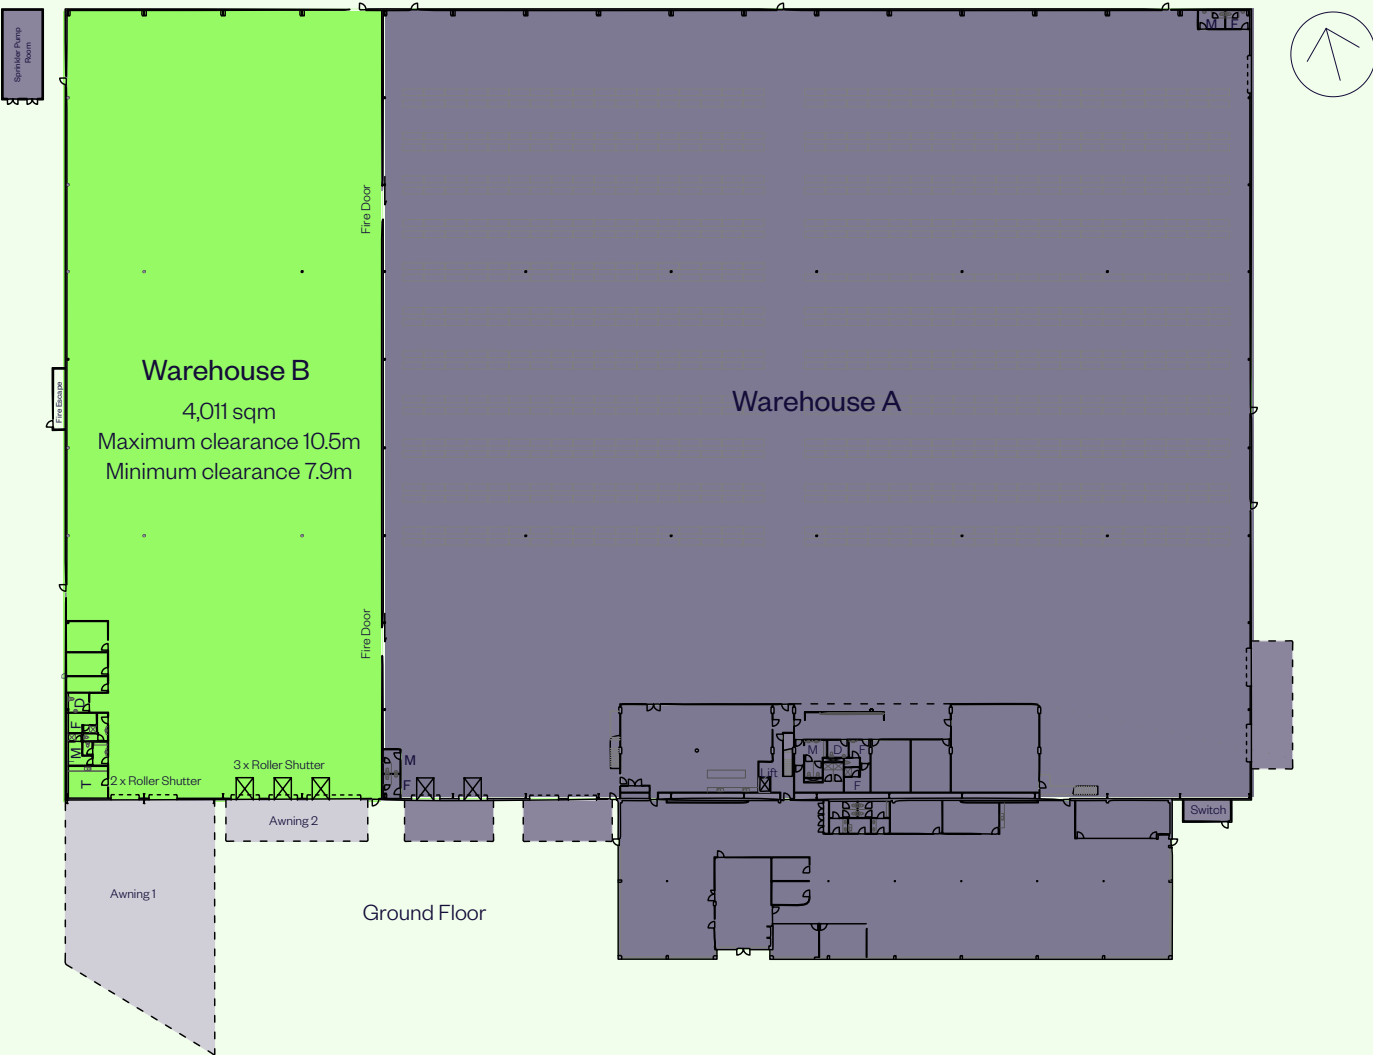 Sprinkler Pump
Room
M F
Fire Door
Warehouse B
4,011 sqm
Maximum clearance 10.5m
Minimum clearance 7.9m
Warehouse A
Fire Escape
Fire Door
D
F
M
T
2 x Roller Shutter
3 x Roller Shutter
M
F
Lift
M D F
F
Awning 2
Switch
Awning 1
Ground Floor